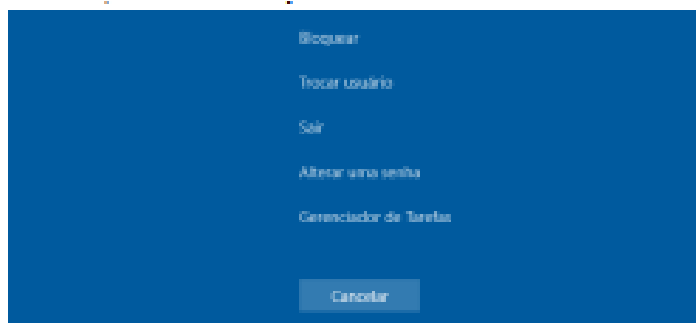 Bloquear
Trocar usuário
Sair
Alterar uma senha
Gerenciador de Tarefas
Cancelar